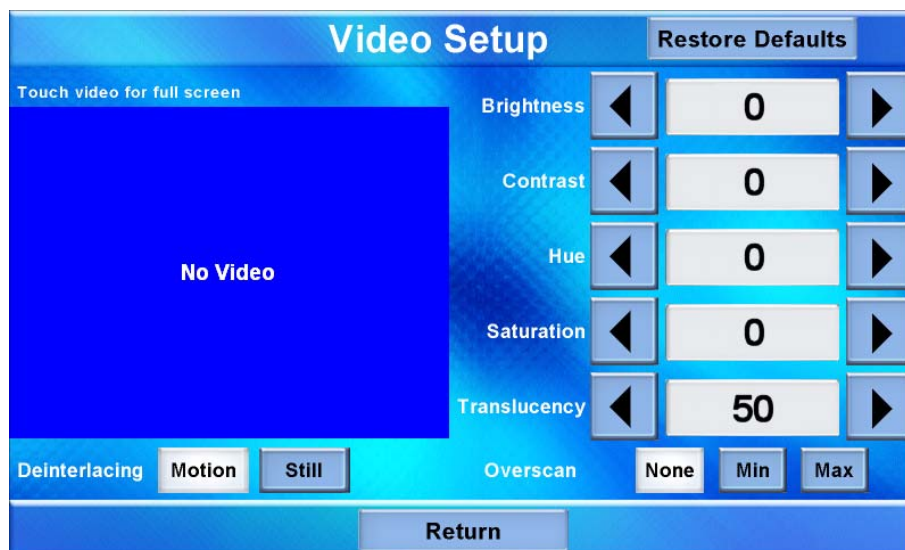 Video Setup
Restore Defaults
Touch video for full screen
No Video
Brightness 0
Contrast 0
Hue 0
Saturation 0
Translucency 50
Deinterlacing Motion Still
Overscan None Min Max
Return